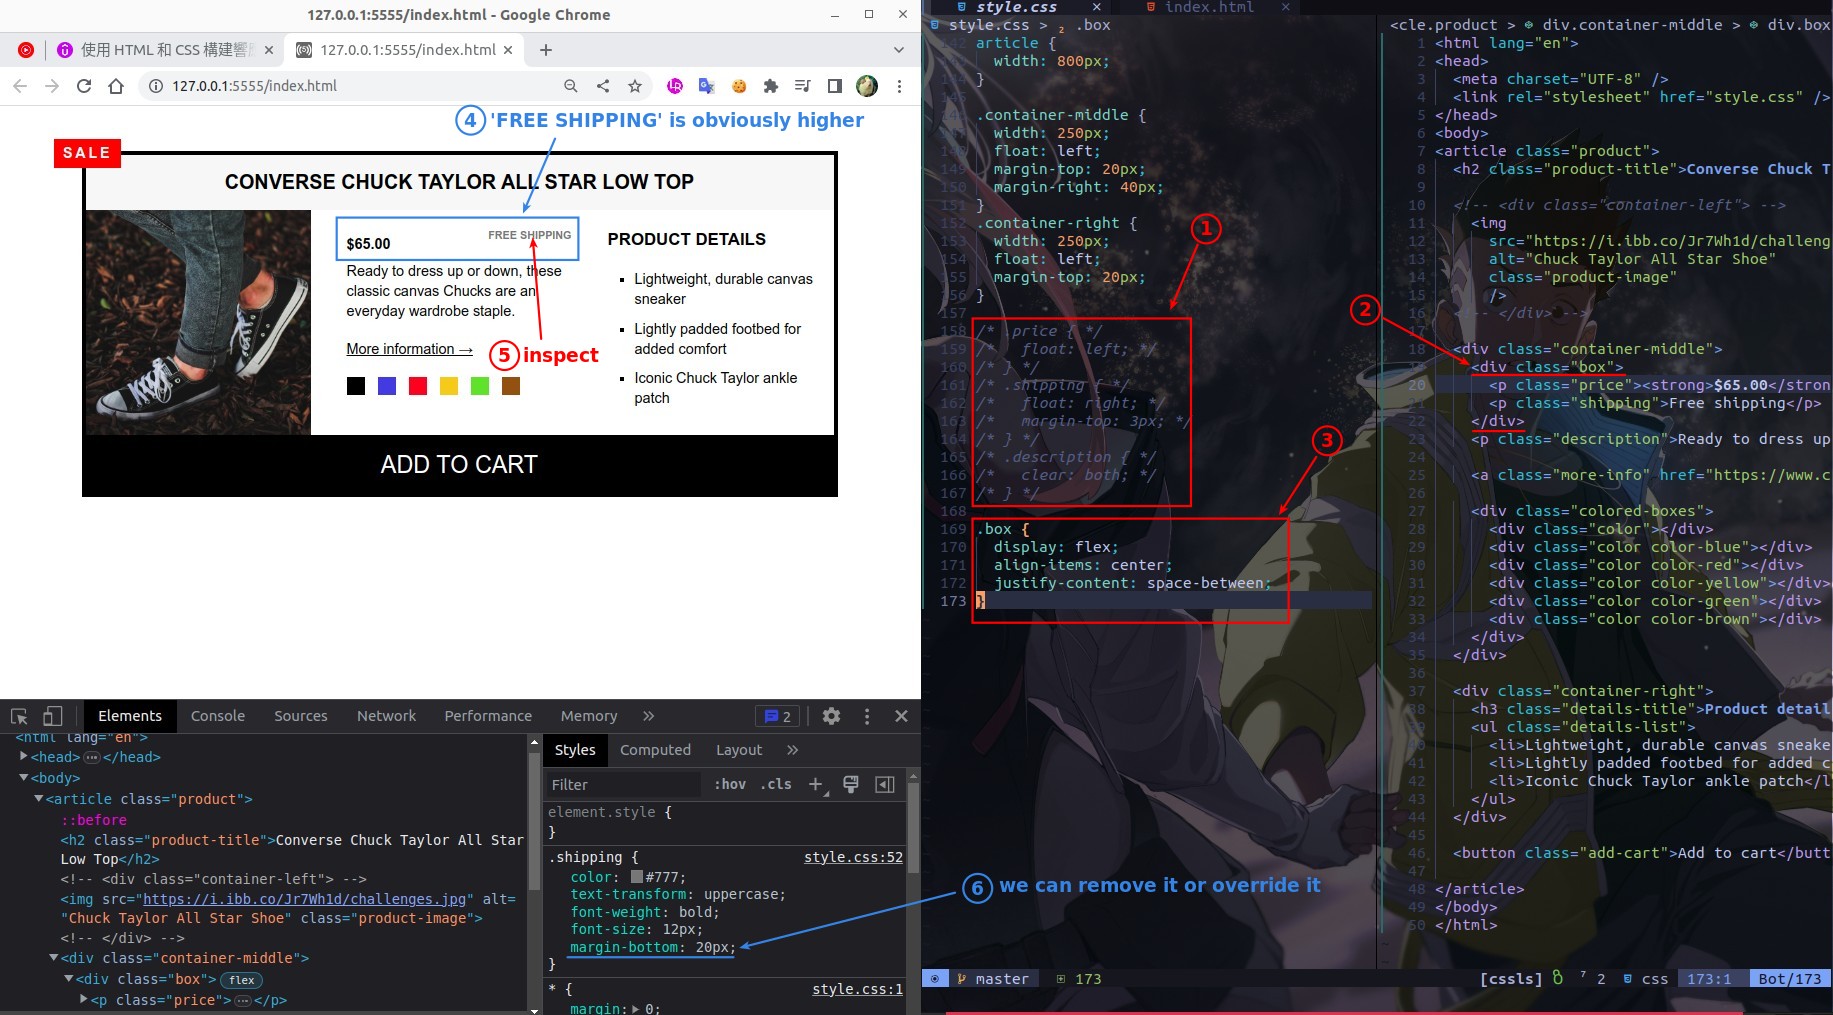 127.0.0.1:5555/index.html - Google Chrome
使用 HTML 和 CSS 構建響
127.0.0.1:5555/index.html
127.0.0.1:5555/index.html
4 'FREE SHIPPING' is obviously higher
SALE
CONVERSE CHUCK TAYLOR ALL STAR LOW TOP
FREE SHIPPING
$65.00
Ready to dress up or down, these
classic canvas Chucks are an
everyday wardrobe staple.
More information →
5 inspect
PRODUCT DETAILS
Lightweight, durable canvas
sneaker
Lightly padded footbed for
added comfort
Iconic Chuck Taylor ankle
patch
ADD TO CART
Elements Console Sources Network Performance Memory » 2
<html lang="en">
<head>…</head>
<body>
<article class="product">
::before
<h2 class="product-title">Converse Chuck Taylor All Star
Low Top</h2>
<!-- <div class="container-left"> -->
<img src="https://i.ibb.co/Jr7Wh1d/challenges.jpg" alt=
"Chuck Taylor All Star Shoe" class="product-image">
<!-- </div> -->
<div class="container-middle">
<div class="box"> flex
<p class="price">…</p>
Styles Computed Layout »
Filter :hov .cls +
element.style {
}
.shipping { style.css:52
color: #777;
text-transform: uppercase;
font-weight: bold;
font-size: 12px;
margin-bottom: 20px;
}
* { style.css:1
margin: 0;
6 we can remove it or override it
style.css × index.html ×
style.css > .box
142 article {
width: 800px;
}
.container-middle {
width: 250px;
float: left;
149 margin-top: 20px;
150 margin-right: 40px;
151 }
152 .container-right {
153 width: 250px;
154 float: left;
155 margin-top: 20px;
156 }
157
158 /* .price { */
159 /* float: left; */
160 /* } */
161 /* .shipping { */
162 /* float: right; */
163 /* margin-top: 3px; */
164 /* } */
165 /* .description { */
166 /* clear: both; */
167 /* } */
168
169 .box {
170 display: flex;
171 align-items: center;
172 justify-content: space-between;
173 }
1
2
3
<cle.product > div.container-middle > div.box
1 <html lang="en">
2 <head>
3 <meta charset="UTF-8" />
4 <link rel="stylesheet" href="style.css" />
5 </head>
6 <body>
7 <article class="product">
8 <h2 class="product-title">Converse Chuck T
9
10 <!-- <div class="container-left"> -->
11 <img
12 src="https://i.ibb.co/Jr7Wh1d/challeng
13 alt="Chuck Taylor All Star Shoe"
14 class="product-image"
15 />
16 <!-- </div> -->
17
18 <div class="container-middle">
19 <div class="box">
20 <p class="price"><strong>$65.00</stron
21 <p class="shipping">Free shipping</p>
22 </div>
23 <p class="description">Ready to dress up
24
25 <a class="more-info" href="https://www.c
26
27 <div class="colored-boxes">
28 <div class="color"></div>
29 <div class="color color-blue"></div>
30 <div class="color color-red"></div>
31 <div class="color color-yellow"></div>
32 <div class="color color-green"></div>
33 <div class="color color-brown"></div>
34 </div>
35 </div>
36
37 <div class="container-right">
38 <h3 class="details-title">Product detail
39 <ul class="details-list">
40 <li>Lightweight, durable canvas sneake
41 <li>Lightly padded footbed for added c
42 <li>Iconic Chuck Taylor ankle patch</l
43 </ul>
44 </div>
45
46 <button class="add-cart">Add to cart</butt
47
48 </article>
49 </body>
50 </html>
master 173 [cssls] ? 2 css 173:1 Bot/173